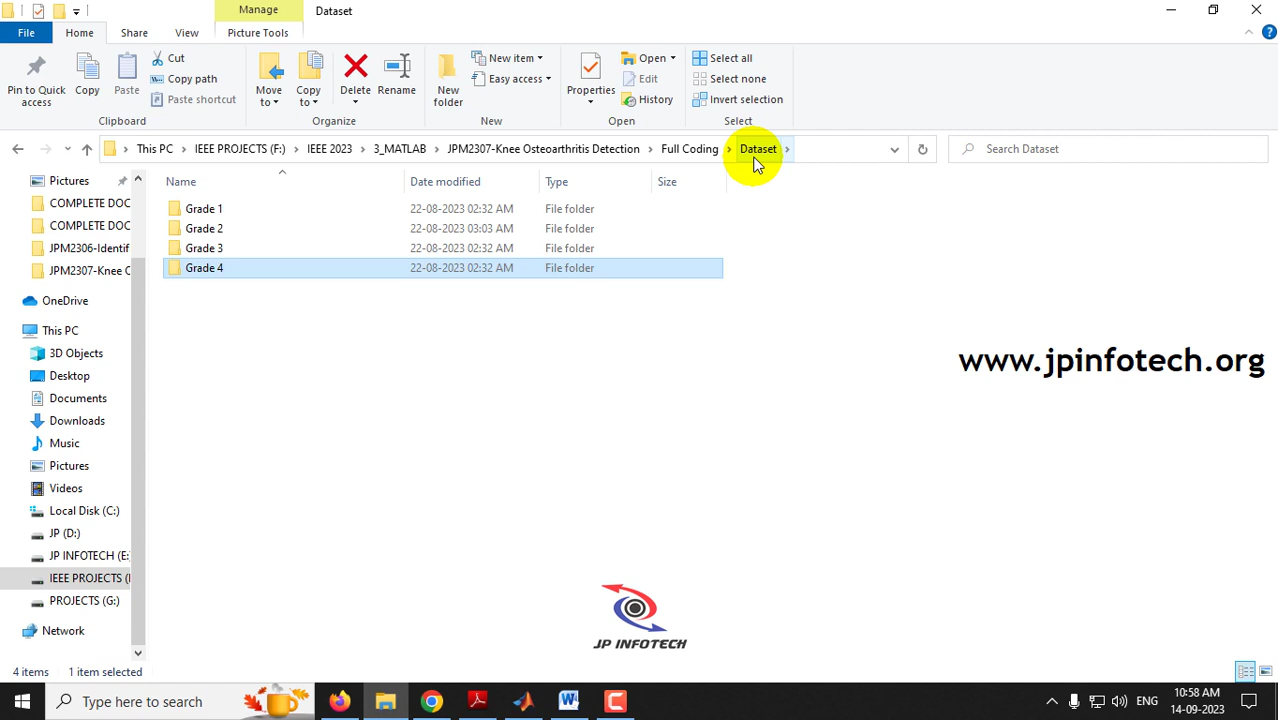 Manage Dataset
File Home Share View Picture Tools
Pin to Quick access
Copy
Paste
Cut
Copy path
Paste shortcut
Clipboard
Move to
Copy to
Delete
Rename
Organize
New folder
New item
Easy access
New
Properties
Open
Edit
History
Open
Select all
Select none
Invert selection
Select
This PC IEEE PROJECTS (F:) IEEE 2023 3_MATLAB JPM2307-Knee Osteoarthritis Detection Full Coding Dataset
Search Dataset
Pictures
COMPLETE DOC
COMPLETE DOC
JPM2306-Identif
JPM2307-Knee C
OneDrive
This PC
3D Objects
Desktop
Documents
Downloads
Music
Pictures
Videos
Local Disk (C:)
JP (D:)
JP INFOTECH (E:
IEEE PROJECTS (
PROJECTS (G:)
Network
Name Date modified Type Size
Grade 1 22-08-2023 02:32 AM File folder
Grade 2 22-08-2023 03:03 AM File folder
Grade 3 22-08-2023 02:32 AM File folder
Grade 4 22-08-2023 02:32 AM File folder
www.jpinfotech.org
JP INFOTECH
4 items 1 item selected
Type here to search
ENG
10:58 AM
14-09-2023